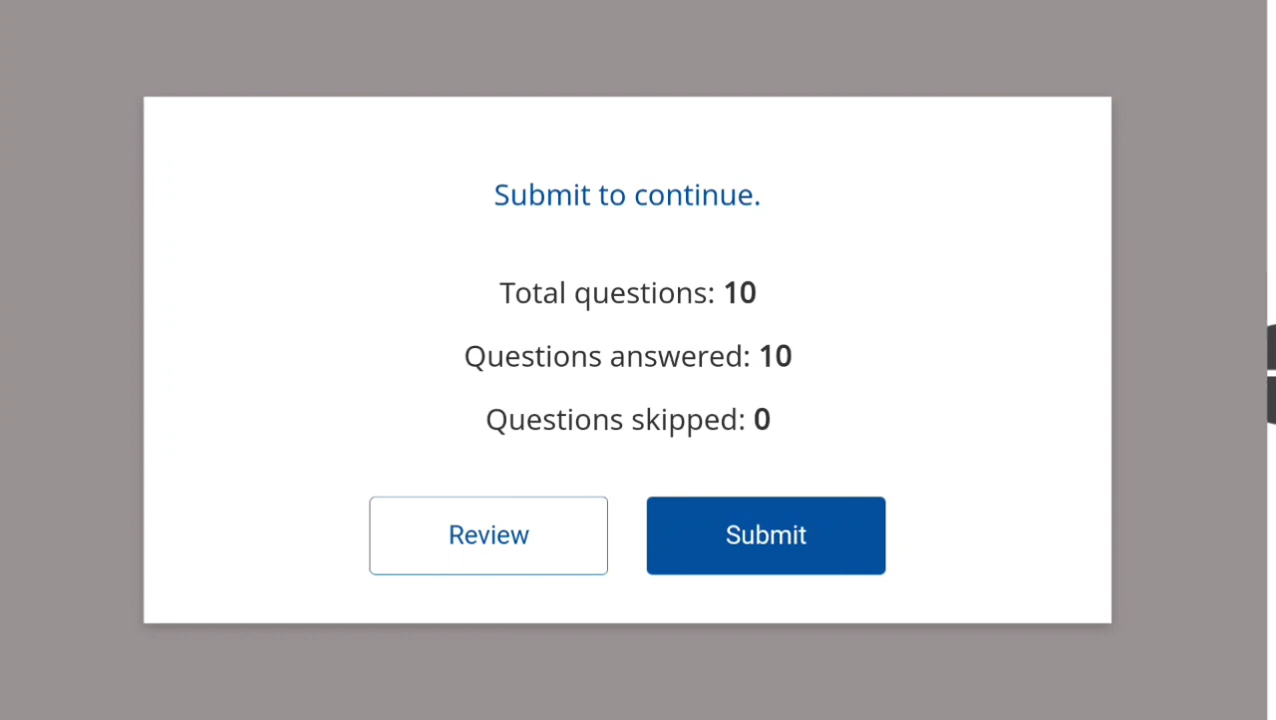 Submit to continue.
Total questions: 10
Questions answered: 10
Questions skipped: 0
Review
Submit